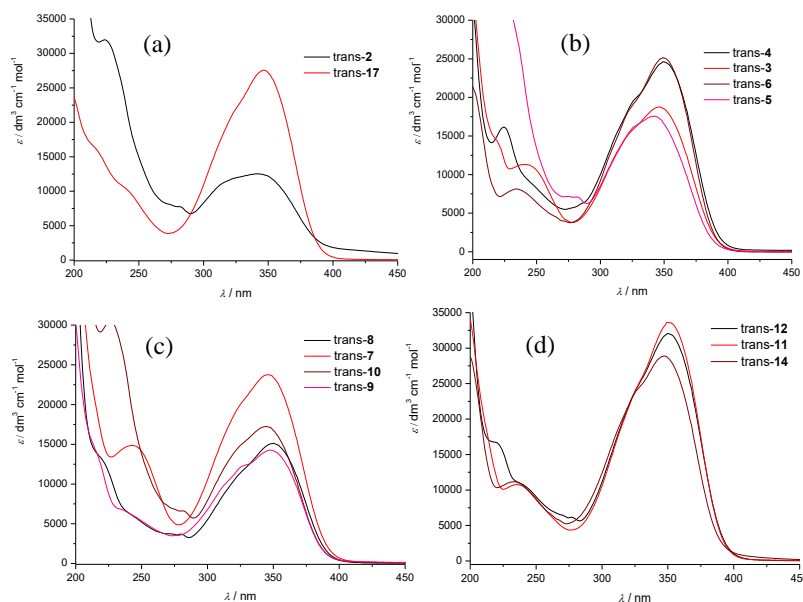 (a)
trans-2
trans-17
35000
30000
25000
20000
15000
10000
5000
0
200 250 300 350 400 450
ε / dm³ cm⁻¹ mol⁻¹
λ / nm
(b)
trans-4
trans-3
trans-6
trans-5
30000
25000
20000
15000
10000
5000
0
200 250 300 350 400 450
ε / dm³ cm⁻¹ mol⁻¹
λ / nm
(c)
trans-8
trans-7
trans-10
trans-9
30000
25000
20000
15000
10000
5000
0
200 250 300 350 400 450
ε / dm³ cm⁻¹ mol⁻¹
λ / nm
(d)
trans-12
trans-11
trans-14
35000
30000
25000
20000
15000
10000
5000
0
200 250 300 350 400 450
ε / dm³ cm⁻¹ mol⁻¹
λ / nm